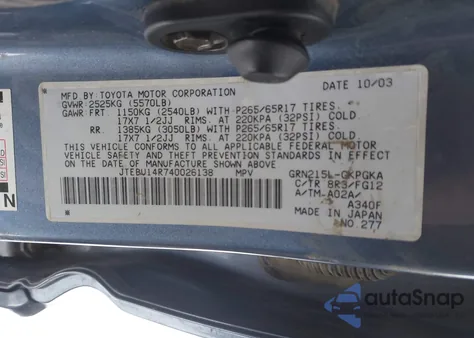 MFD BY TOYOTA MOTOR CORPORATION DATE 10/03
GVWR 2525KG (5570LB)
GAWR FRT 1150KG (2540LB) WITH P265/65R17 TIRES.
17X7 1/2JJ RIMS. AT 220KPA (32PSI) COLD.
RR. 1385KG (3050LB) WITH P265/65R17 TIRES.
17X7 1/2JJ RIMS. AT 220KPA (32PSI) COLD.
THIS VEHICLE CONFORMS TO ALL APPLICABLE FEDERAL MOTOR
VEHICLE SAFETY AND THEFT PREVENTION STANDARDS IN EFFECT ON
THE DATE OF MANUFACTURE SHOWN ABOVE
JTEBU14R740026138 MPV GRN215L-GKPGKA
C/TR 8R3/FG12
A/TM-A02A/
A340F
MADE IN JAPAN
NO 277
N
autoSnap